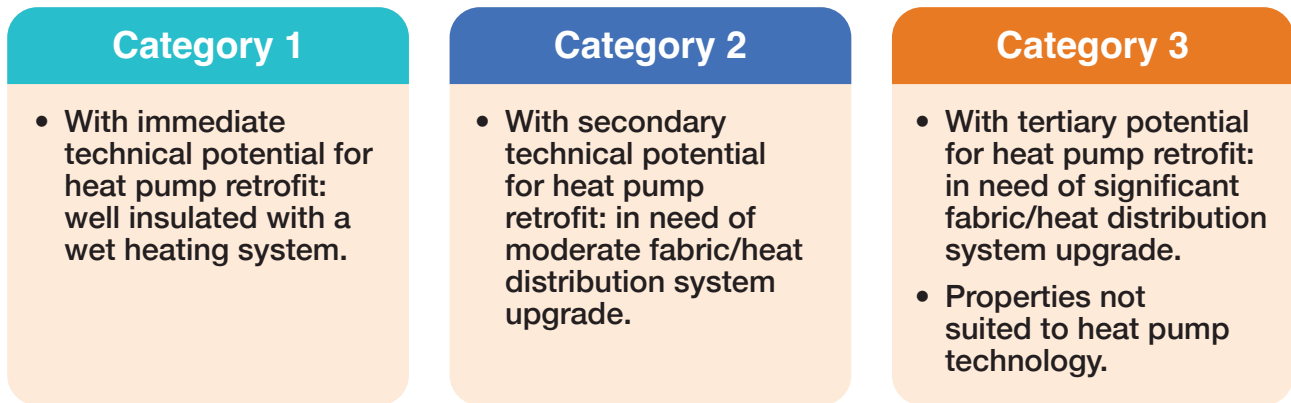 Category 1
• With immediate
technical potential for
heat pump retrofit:
well insulated with a
wet heating system.
Category 2
• With secondary
technical potential
for heat pump
retrofit: in need of
moderate fabric/heat
distribution system
upgrade.
Category 3
• With tertiary potential
for heat pump retrofit:
in need of significant
fabric/heat distribution
system upgrade.
• Properties not
suited to heat pump
technology.